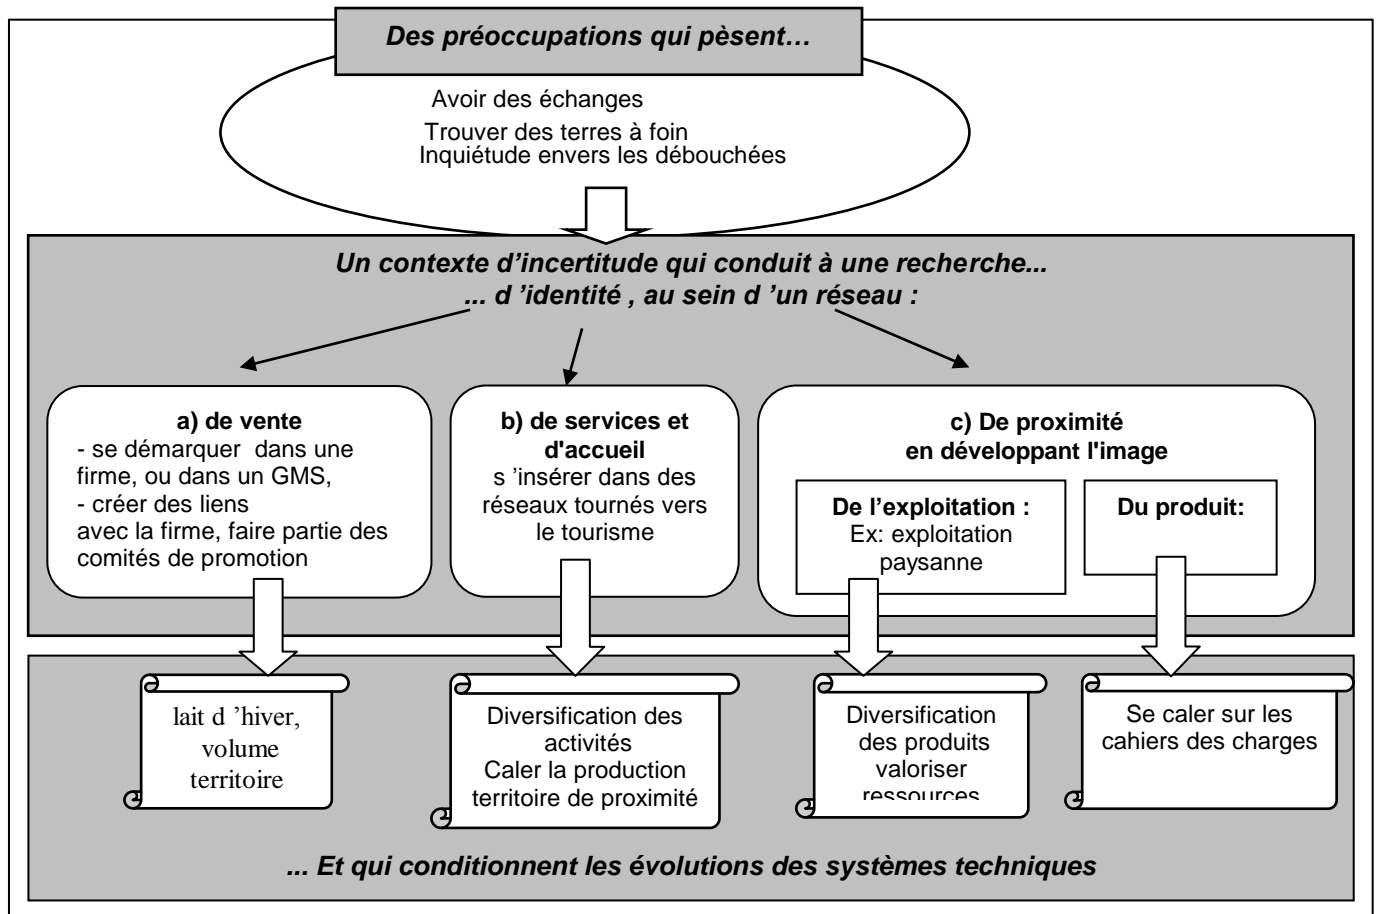 Des préoccupations qui pèsent…
Avoir des échanges
Trouver des terres à foin
Inquiétude envers les débouchées
Un contexte d’incertitude qui conduit à une recherche...
... d ’identité , au sein d ’un réseau :
a) de vente
- se démarquer dans une
firme, ou dans un GMS,
- créer des liens
avec la firme, faire partie des
comités de promotion
b) de services et
d'accueil
s ’insérer dans des
réseaux tournés vers
le tourisme
c) De proximité
en développant l'image
De l’exploitation :
Ex: exploitation
paysanne
Du produit:
lait d ’hiver,
volume
territoire
Diversification des
activités
Caler la production
territoire de proximité
Diversification
des produits
valoriser
ressources
Se caler sur les
cahiers des charges
... Et qui conditionnent les évolutions des systèmes techniques